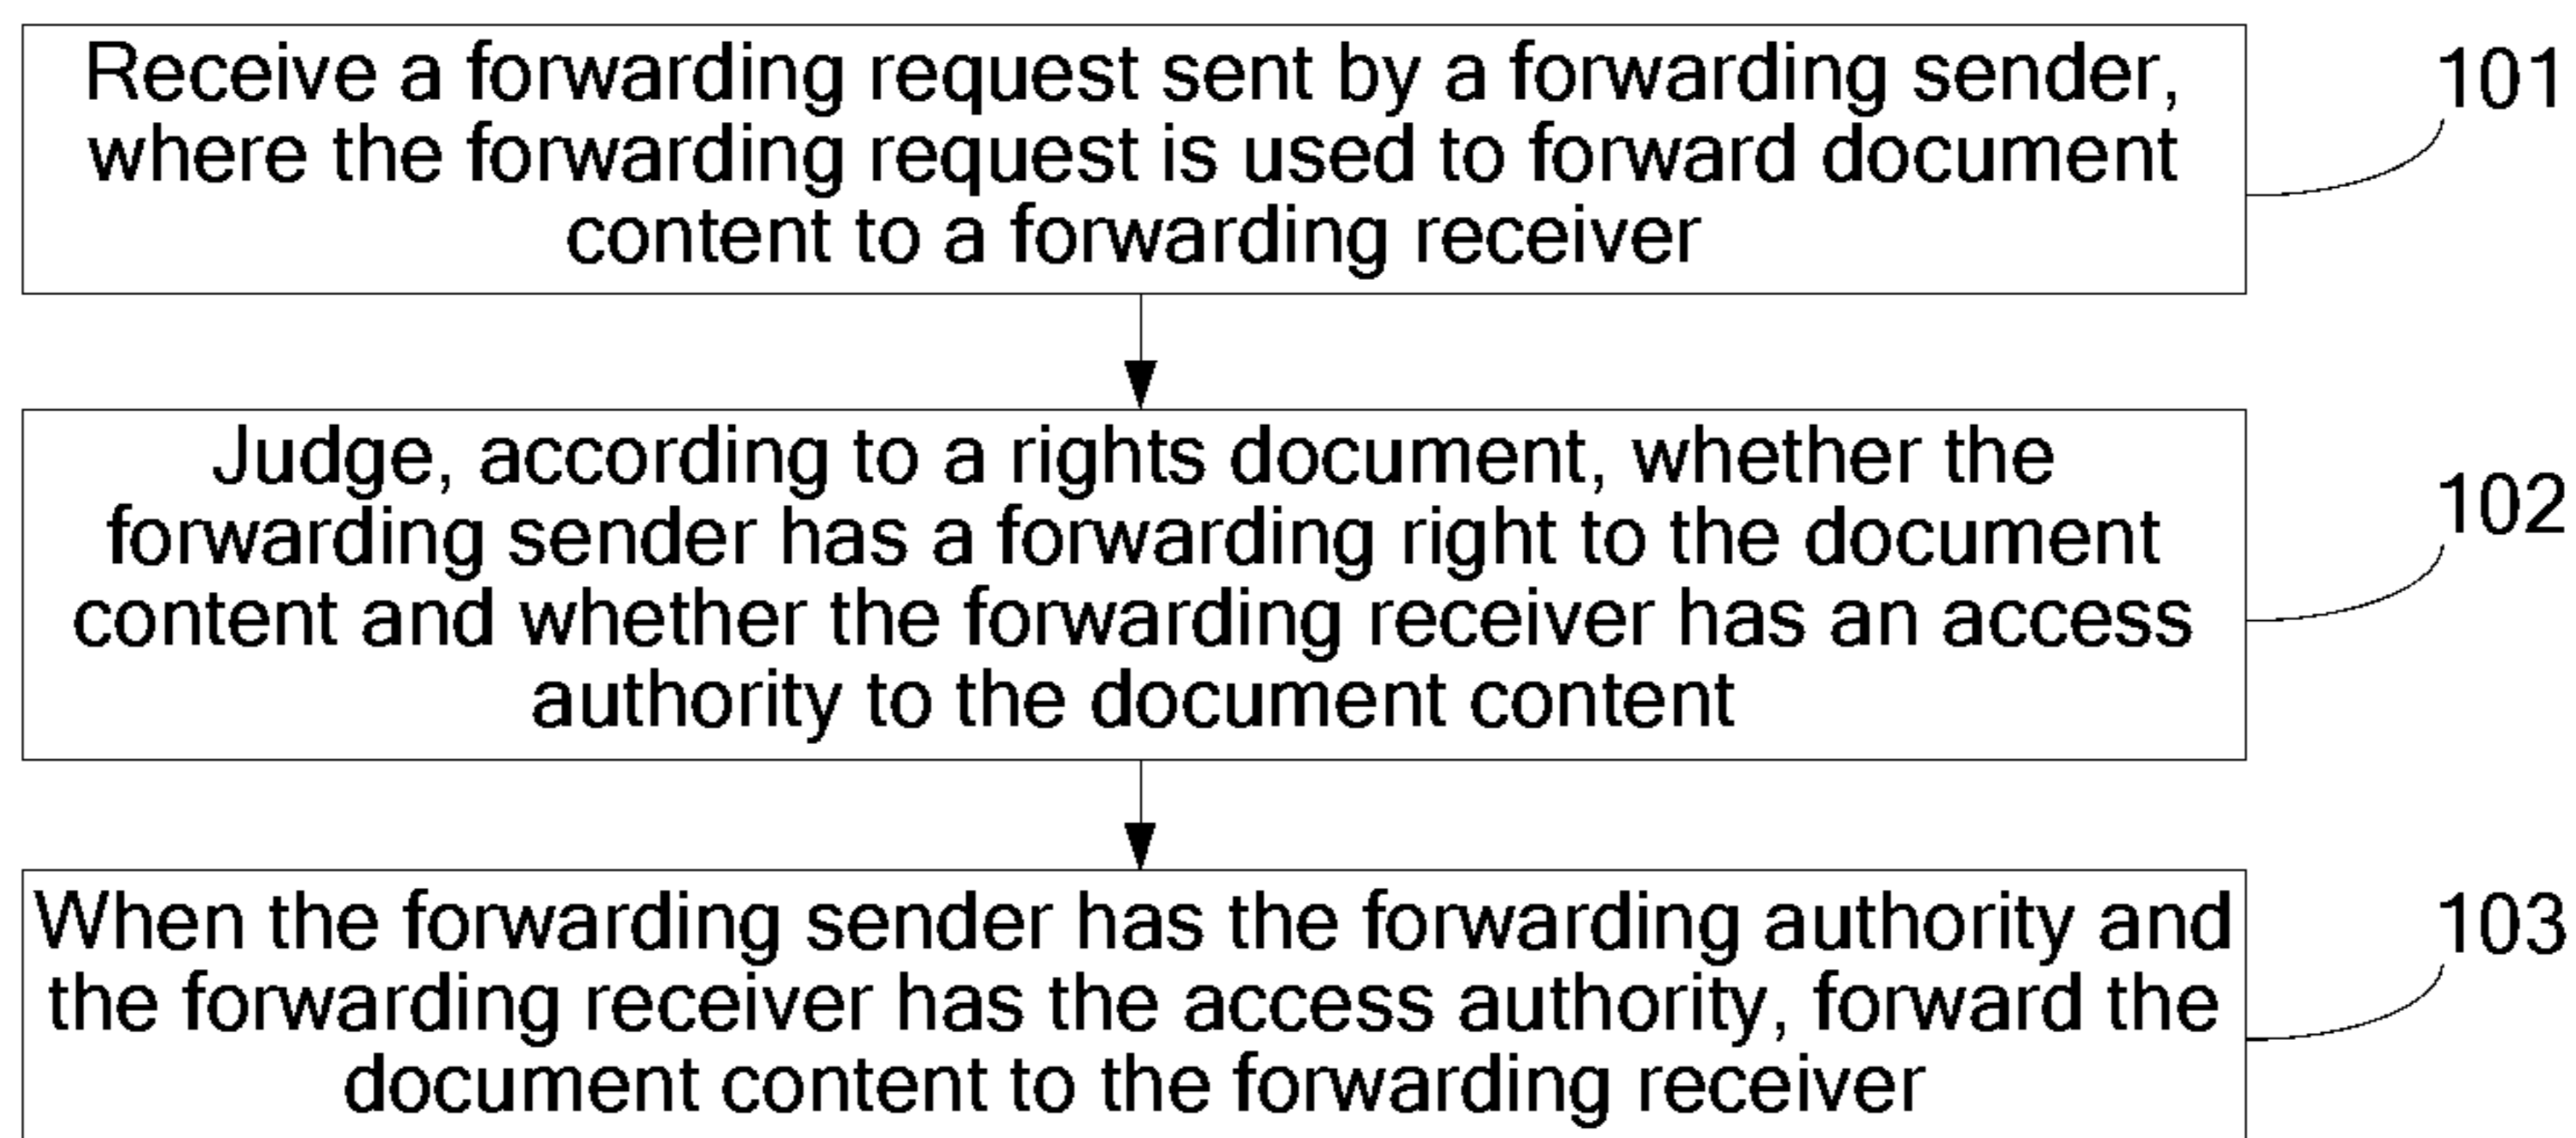 Receive a forwarding request sent by a forwarding sender,
where the forwarding request is used to forward document
content to a forwarding receiver
101
Judge, according to a rights document, whether the
forwarding sender has a forwarding right to the document
content and whether the forwarding receiver has an access
authority to the document content
102
When the forwarding sender has the forwarding authority and
the forwarding receiver has the access authority, forward the
document content to the forwarding receiver
103